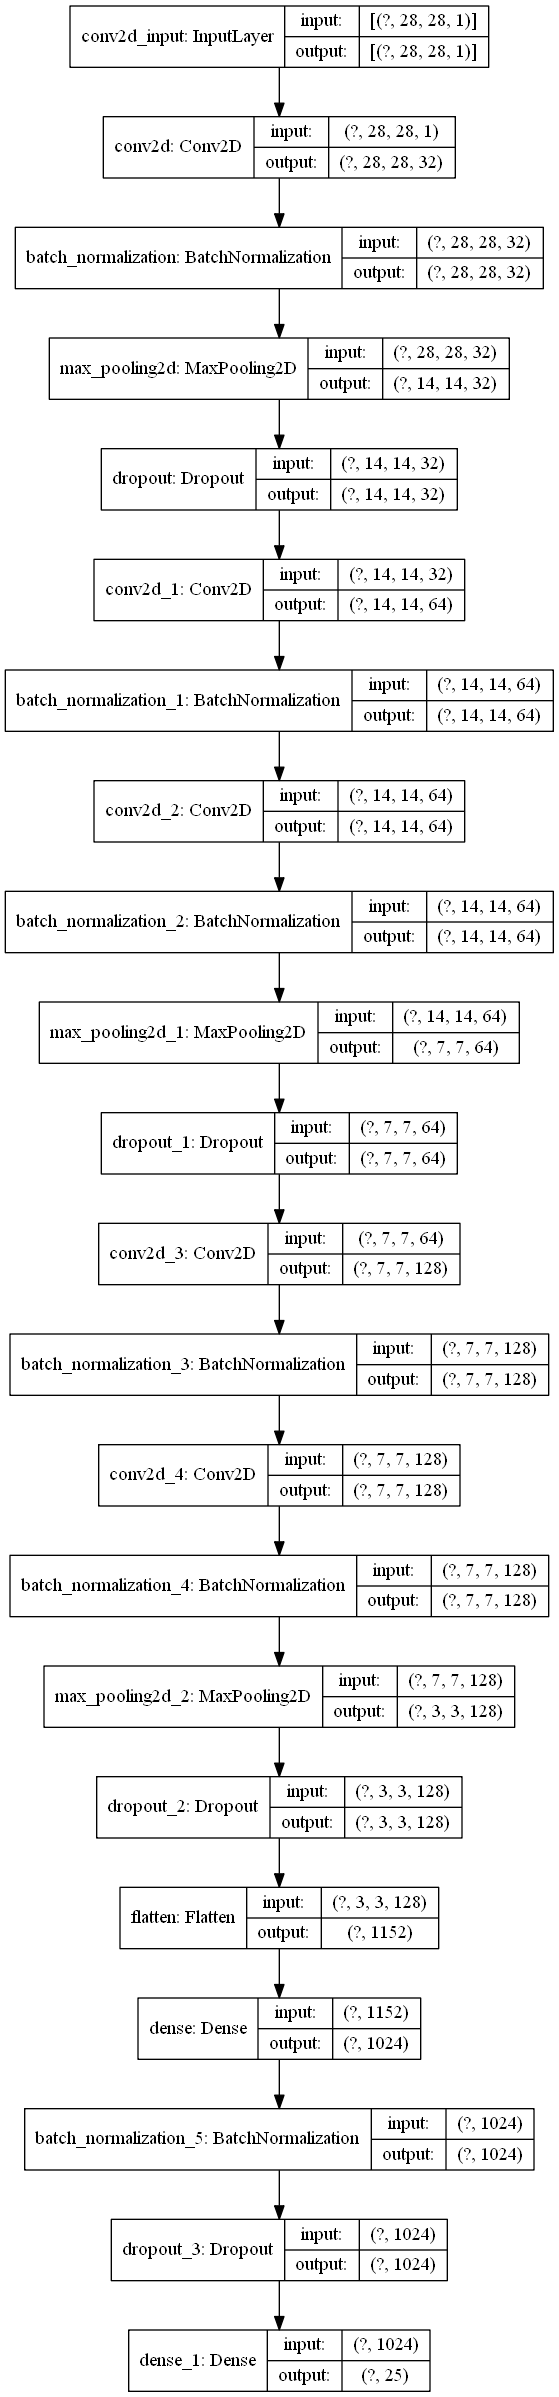 conv2d_input: InputLayer input: [(?, 28, 28, 1)]
output: [(?, 28, 28, 1)]
conv2d: Conv2D input: (?, 28, 28, 1)
output: (?, 28, 28, 32)
batch_normalization: BatchNormalization input: (?, 28, 28, 32)
output: (?, 28, 28, 32)
max_pooling2d: MaxPooling2D input: (?, 28, 28, 32)
output: (?, 14, 14, 32)
dropout: Dropout input: (?, 14, 14, 32)
output: (?, 14, 14, 32)
conv2d_1: Conv2D input: (?, 14, 14, 32)
output: (?, 14, 14, 64)
batch_normalization_1: BatchNormalization input: (?, 14, 14, 64)
output: (?, 14, 14, 64)
conv2d_2: Conv2D input: (?, 14, 14, 64)
output: (?, 14, 14, 64)
batch_normalization_2: BatchNormalization input: (?, 14, 14, 64)
output: (?, 14, 14, 64)
max_pooling2d_1: MaxPooling2D input: (?, 14, 14, 64)
output: (?, 7, 7, 64)
dropout_1: Dropout input: (?, 7, 7, 64)
output: (?, 7, 7, 64)
conv2d_3: Conv2D input: (?, 7, 7, 64)
output: (?, 7, 7, 128)
batch_normalization_3: BatchNormalization input: (?, 7, 7, 128)
output: (?, 7, 7, 128)
conv2d_4: Conv2D input: (?, 7, 7, 128)
output: (?, 7, 7, 128)
batch_normalization_4: BatchNormalization input: (?, 7, 7, 128)
output: (?, 7, 7, 128)
max_pooling2d_2: MaxPooling2D input: (?, 7, 7, 128)
output: (?, 3, 3, 128)
dropout_2: Dropout input: (?, 3, 3, 128)
output: (?, 3, 3, 128)
flatten: Flatten input: (?, 3, 3, 128)
output: (?, 1152)
dense: Dense input: (?, 1152)
output: (?, 1024)
batch_normalization_5: BatchNormalization input: (?, 1024)
output: (?, 1024)
dropout_3: Dropout input: (?, 1024)
output: (?, 1024)
dense_1: Dense input: (?, 1024)
output: (?, 25)